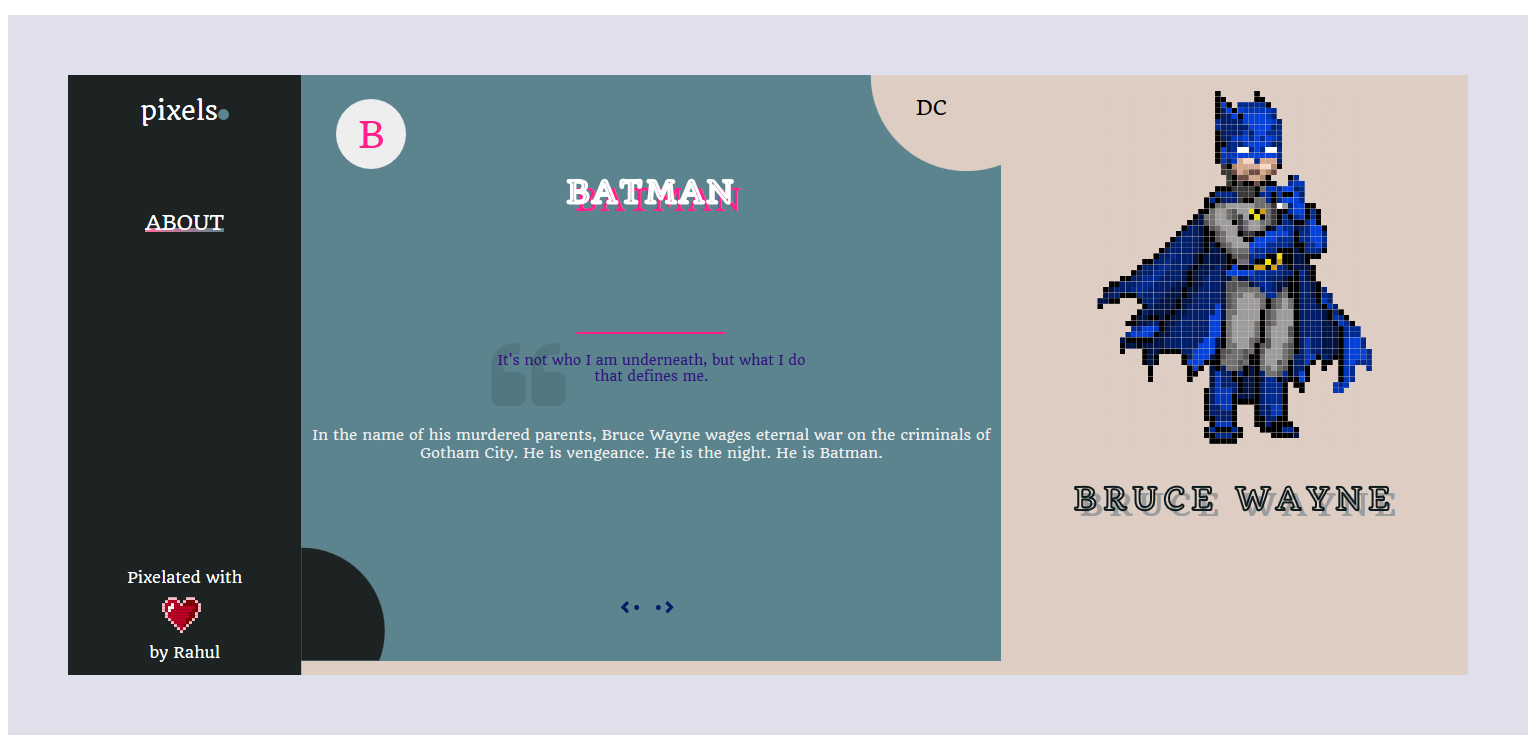 pixels
ABOUT
Pixelated with
by Rahul
B
DC
BATMAN
It's not who I am underneath, but what I do
that defines me.
In the name of his murdered parents, Bruce Wayne wages eternal war on the criminals of
Gotham City. He is vengeance. He is the night. He is Batman.
BRUCE WAYNE